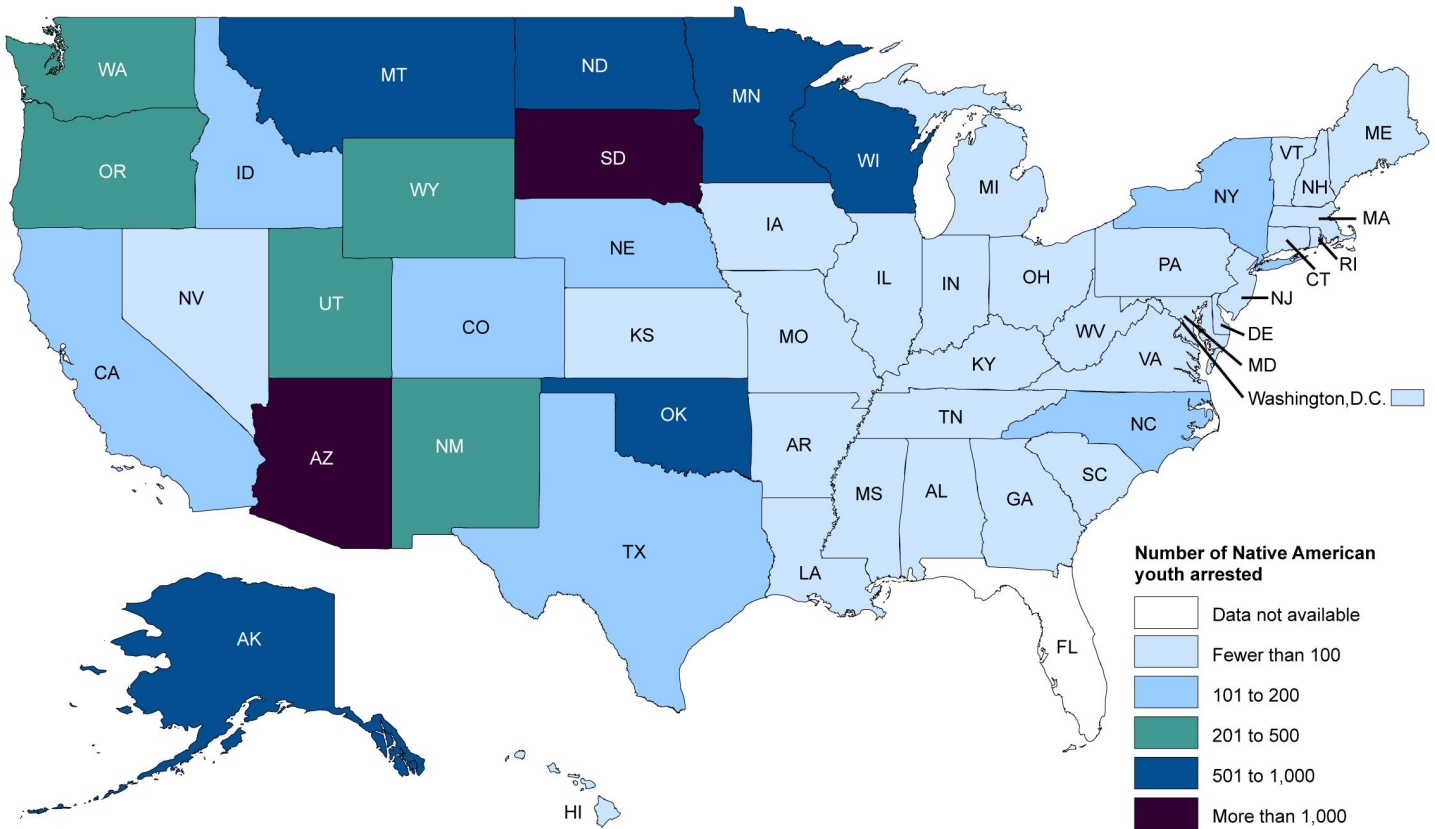 WA
MT
ND
MN
ME
OR
ID
SD
WI
VT
NH
WY
MI
NY
MA
IA
NE
RI
CT
NV
UT
CO
IL
IN
OH
PA
NJ
KS
MO
WV
DE
CA
KY
VA
MD
Washington,D.C.
OK
TN
NC
AZ
NM
AR
SC
MS
AL
GA
TX
LA
FL
AK
HI
Number of Native American
youth arrested
Data not available
Fewer than 100
101 to 200
201 to 500
501 to 1,000
More than 1,000